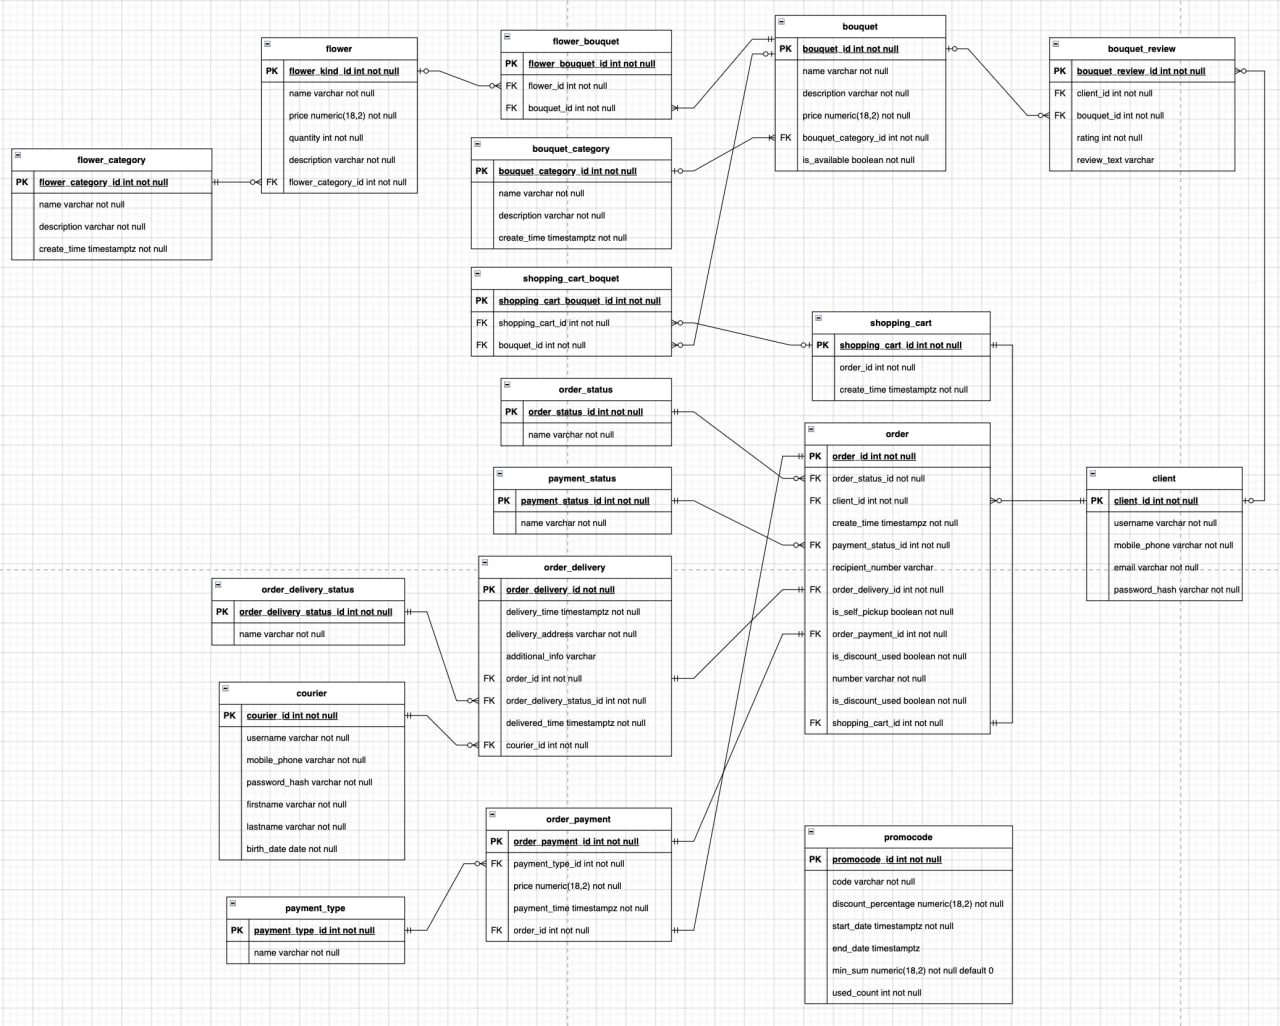 flower
PK flower_kind_id int not null
name varchar not null
price numeric(18,2) not null
quantity int not null
description varchar not null
FK flower_category_id int not null
flower_category
PK flower_category_id int not null
name varchar not null
description varchar not null
create_time timestamptz not null
flower_bouquet
PK flower_bouquet_id int not null
FK flower_id int not null
FK bouquet_id int not null
bouquet_category
PK bouquet_category_id int not null
name varchar not null
description varchar not null
create_time timestamptz not null
bouquet
PK bouquet_id int not null
name varchar not null
description varchar not null
price numeric(18,2) not null
FK bouquet_category_id int not null
is_available boolean not null
bouquet_review
PK bouquet_review_id int not null
FK client_id int not null
FK bouquet_id int not null
rating int not null
review_text varchar
shopping_cart_boquet
PK shopping_cart_bouquet_id int not null
FK shopping_cart_id int not null
FK bouquet_id int not null
shopping_cart
PK shopping_cart_id int not null
order_id int not null
create_time timestamptz not null
order_status
PK order_status_id int not null
name varchar not null
payment_status
PK payment_status_id int not null
name varchar not null
order
PK order_id int not null
FK order_status_id not null
FK client_id int not null
create_time timestampz not null
FK payment_status_id int not null
recipient_number varchar
FK order_delivery_id int not null
is_self_pickup boolean not null
FK order_payment_id int not null
is_discount_used boolean not null
number varchar not null
is_discount_used boolean not null
FK shopping_cart_id int not null
client
PK client_id int not null
username varchar not null
mobile_phone varchar not null
email varchar not null
password_hash varchar not null
order_delivery
PK order_delivery_id not null
delivery_time timestamptz not null
delivery_address varchar not null
additional_info varchar
FK order_id int not null
FK order_delivery_status_id int not null
delivered_time timestamptz not null
FK courier_id int not null
order_delivery_status
PK order_delivery_status_id int not null
name varchar not null
courier
PK courier_id int not null
username varchar not null
mobile_phone varchar not null
password_hash varchar not null
firstname varchar not null
lastname varchar not null
birth_date date not null
order_payment
PK order_payment_id int not null
FK payment_type_id int not null
price numeric(18,2) not null
payment_time timestampz not null
FK order_id int not null
payment_type
PK payment_type_id int not null
name varchar not null
promocode
PK promocode_id int not null
code varchar not null
discount_percentage numeric(18,2) not null
start_date timestamptz not null
end_date timestamptz
min_sum numeric(18,2) not null default 0
used_count int not null